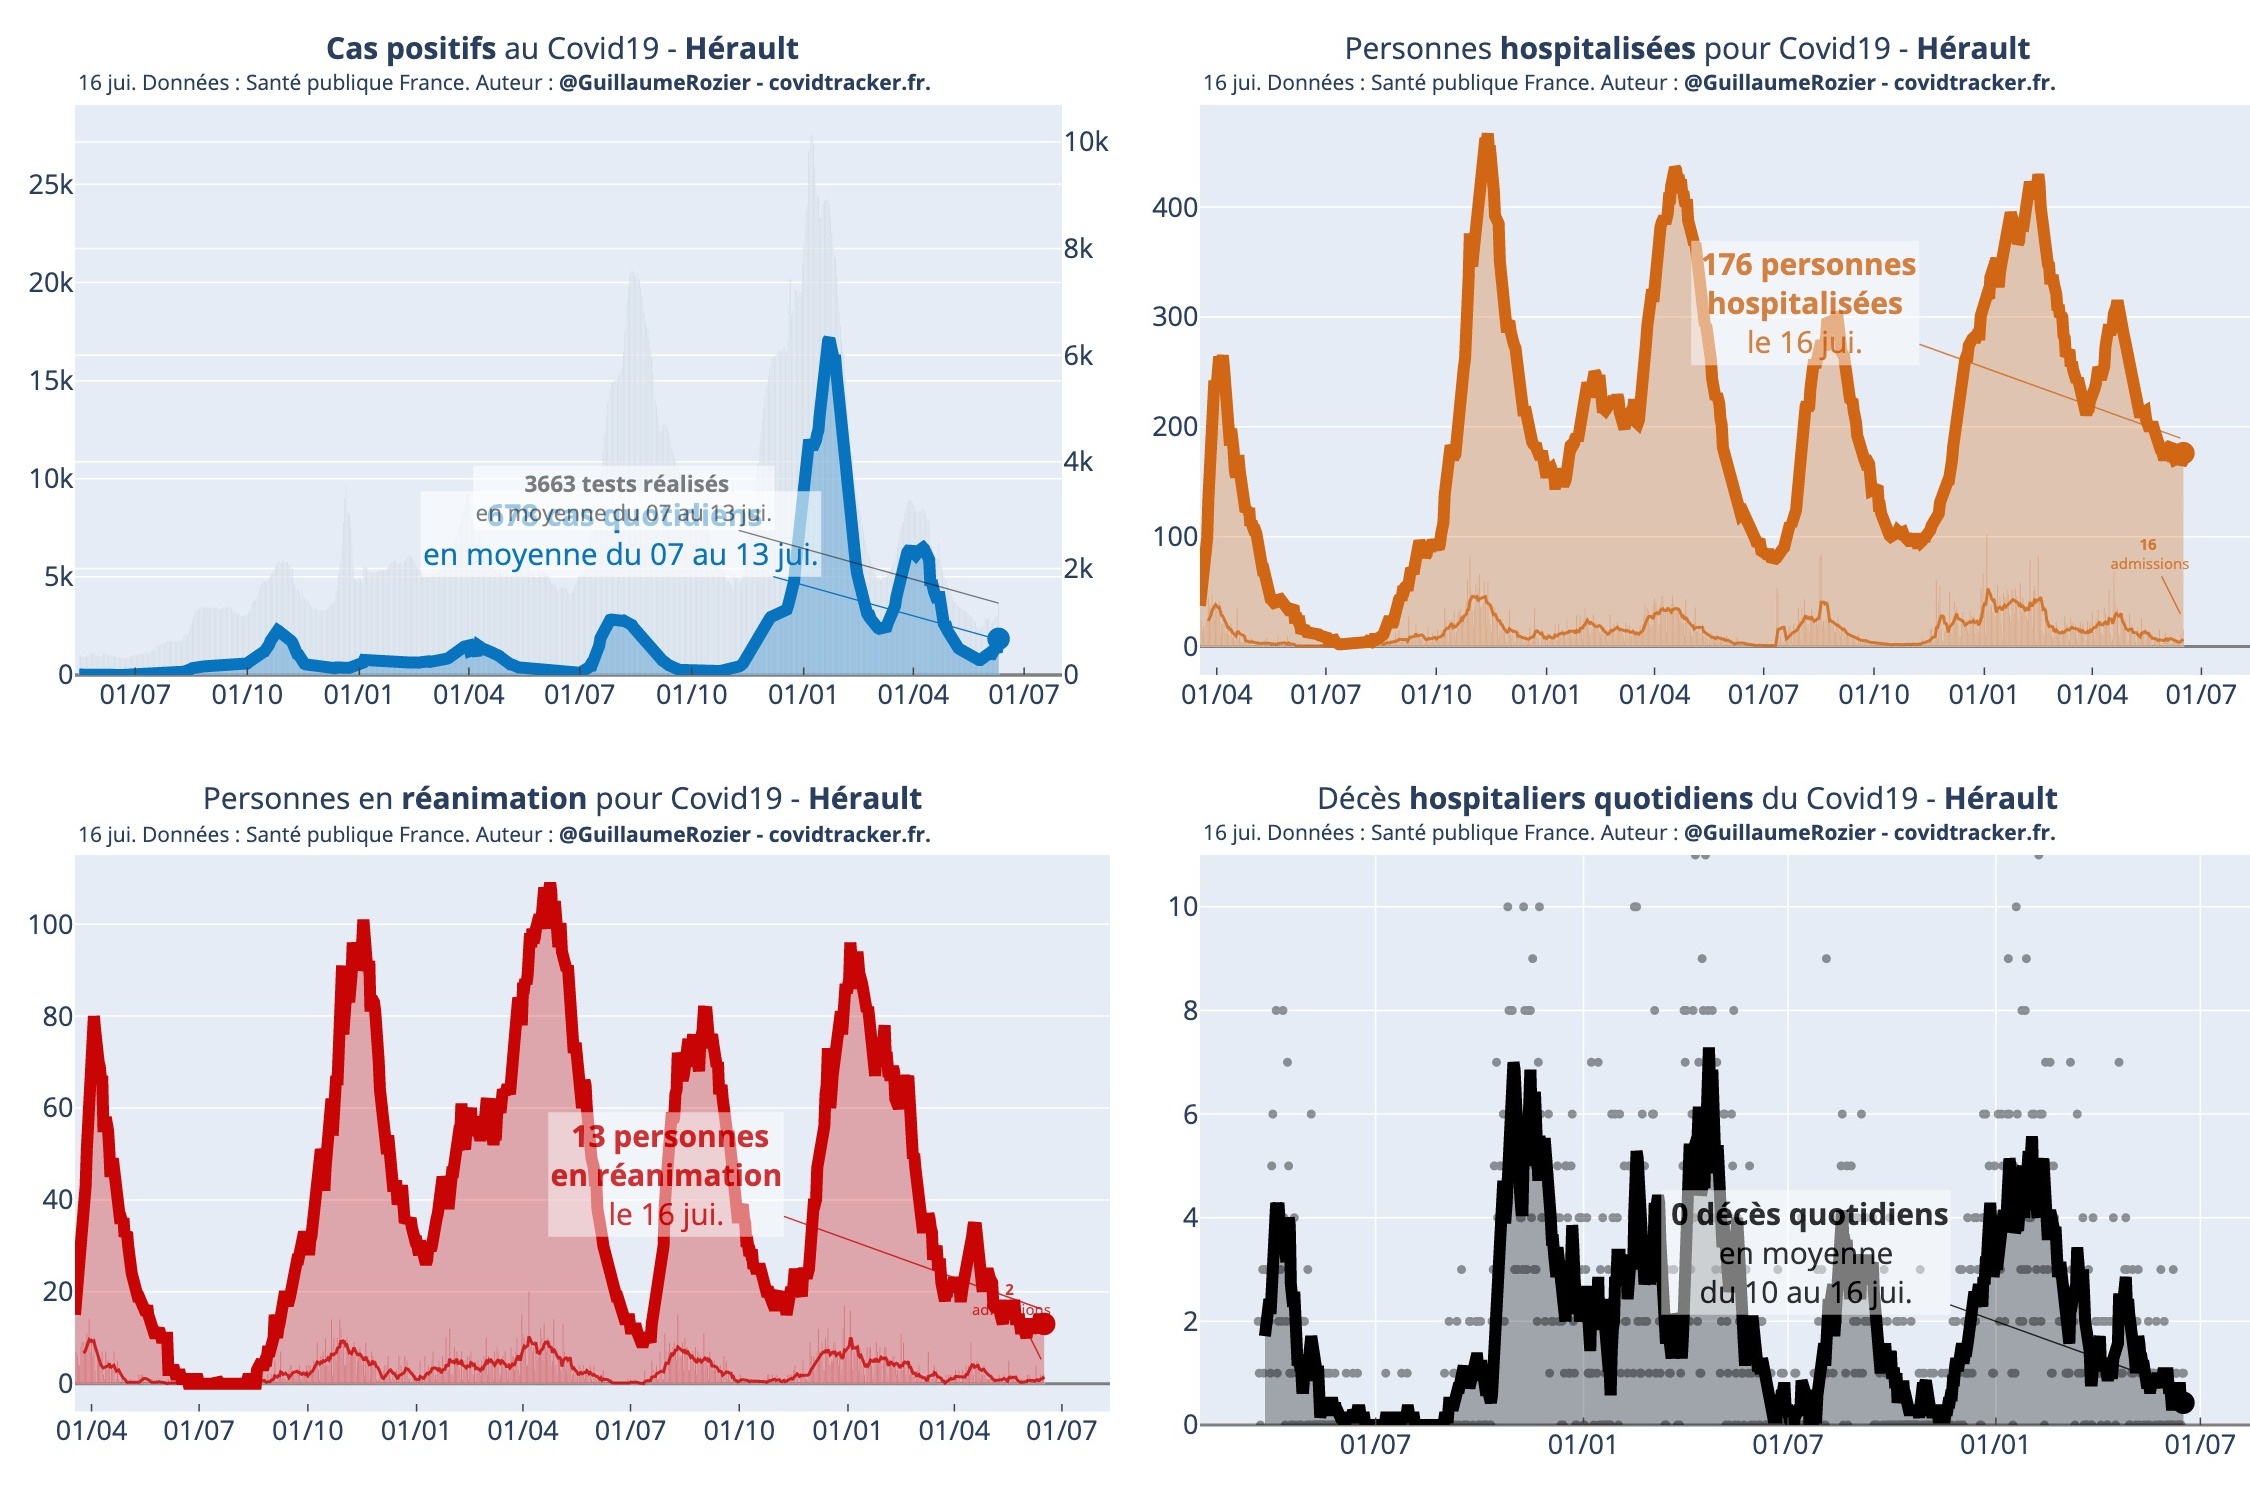 Cas positifs au Covid19 - Hérault
16 jui. Données : Santé publique France. Auteur : @GuillaumeRozier - covidtracker.fr.
25k
20k
15k
10k
5k
0
10k
8k
6k
4k
2k
0
3663 tests réalisés
en moyenne du 07 au 13 jui.
678 cas quotidiens
en moyenne du 07 au 13 jui.
01/07 01/10 01/01 01/04 01/07 01/10 01/01 01/04 01/07
Personnes hospitalisées pour Covid19 - Hérault
16 jui. Données : Santé publique France. Auteur : @GuillaumeRozier - covidtracker.fr.
400
300
200
100
0
176 personnes
hospitalisées
le 16 jui.
16
admissions
01/04 01/07 01/10 01/01 01/04 01/07 01/10 01/01 01/04 01/07
Personnes en réanimation pour Covid19 - Hérault
16 jui. Données : Santé publique France. Auteur : @GuillaumeRozier - covidtracker.fr.
100
80
60
40
20
0
13 personnes
en réanimation
le 16 jui.
2
admissions
01/04 01/07 01/10 01/01 01/04 01/07 01/10 01/01 01/04 01/07
Décès hospitaliers quotidiens du Covid19 - Hérault
16 jui. Données : Santé publique France. Auteur : @GuillaumeRozier - covidtracker.fr.
10
8
6
4
2
0
0 décès quotidiens
en moyenne
du 10 au 16 jui.
01/07 01/01 01/07 01/01 01/07